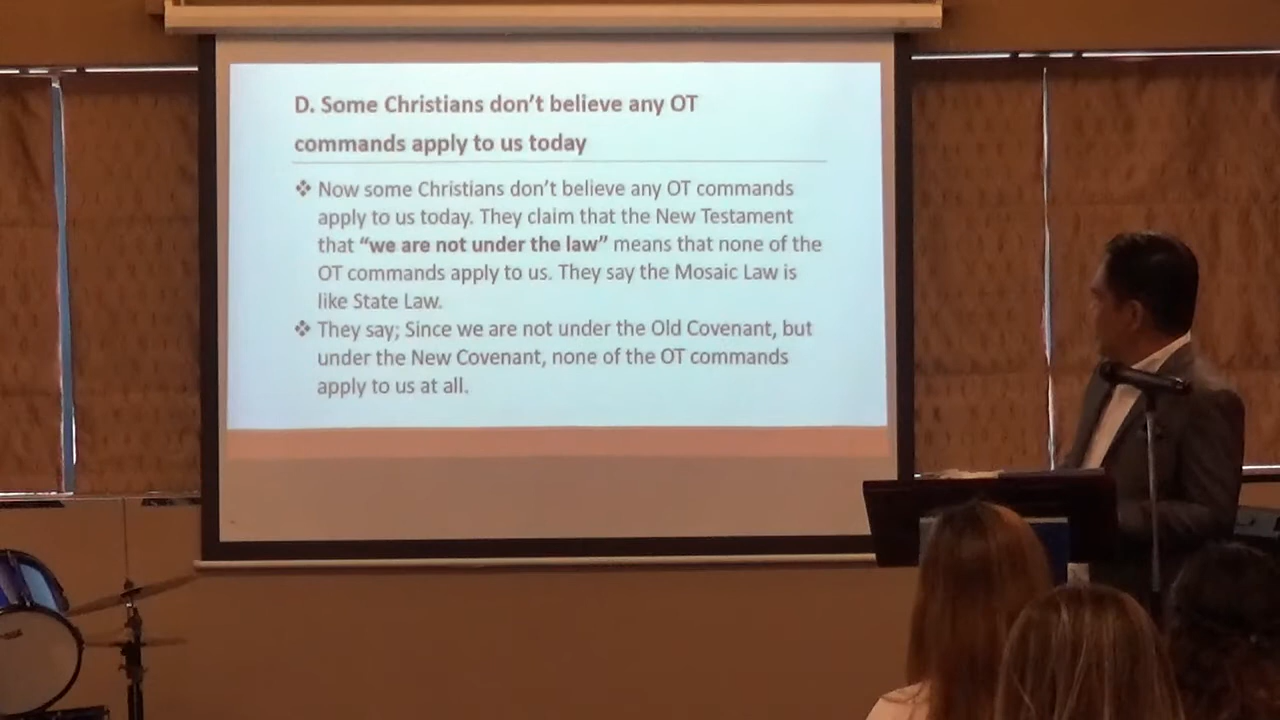 D. Some Christians don't believe any OT
commands apply to us today
❖ Now some Christians don't believe any OT commands
apply to us today. They claim that the New Testament
that "we are not under the law" means that none of the
OT commands apply to us. They say the Mosaic Law is
like State Law.
❖ They say; Since we are not under the Old Covenant, but
under the New Covenant, none of the OT commands
apply to us at all.